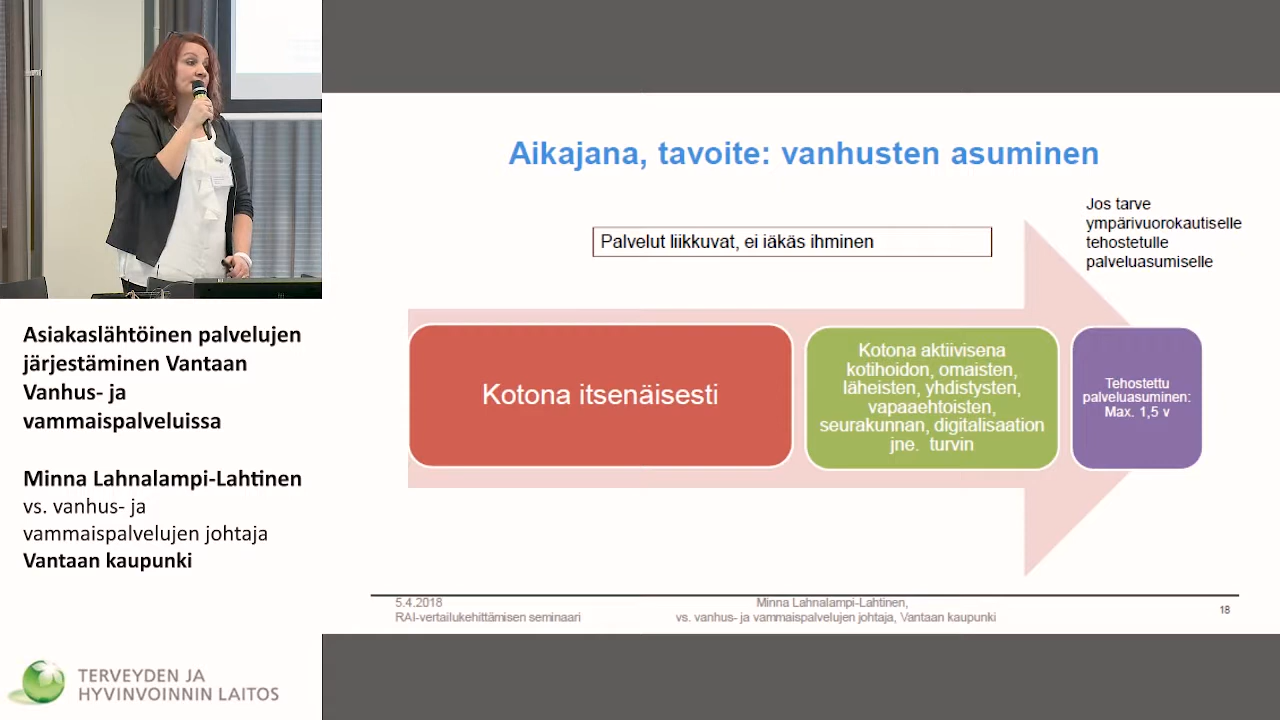 Asiakaslähtöinen palvelujen
järjestäminen Vantaan
Vanhus- ja
vammaispalveluissa
Minna Lahnalampi-Lahtinen
vs. vanhus- ja
vammaispalvelujen johtaja
Vantaan kaupunki
TERVEYDEN JA
HYVINVOINNIN LAITOS
Aikajana, tavoite: vanhusten asuminen
Palvelut liikkuvat, ei iäkäs ihminen
Jos tarve
ympärivuorokautiselle
tehostetulle
palveluasumiselle
Kotona itsenäisesti
Kotona aktiivisena
kotihoidon, omaisten,
läheisten, yhdistysten,
vapaaehtoisten,
seurakunnan, digitalisaation
jne. turvin
Tehostettu
palveluasuminen:
Max. 1,5 v
5.4.2018
RAI-vertailukehittämisen seminaari
Minna Lahnalampi-Lahtinen,
vs. vanhus- ja vammaispalvelujen johtaja, Vantaan kaupunki
18